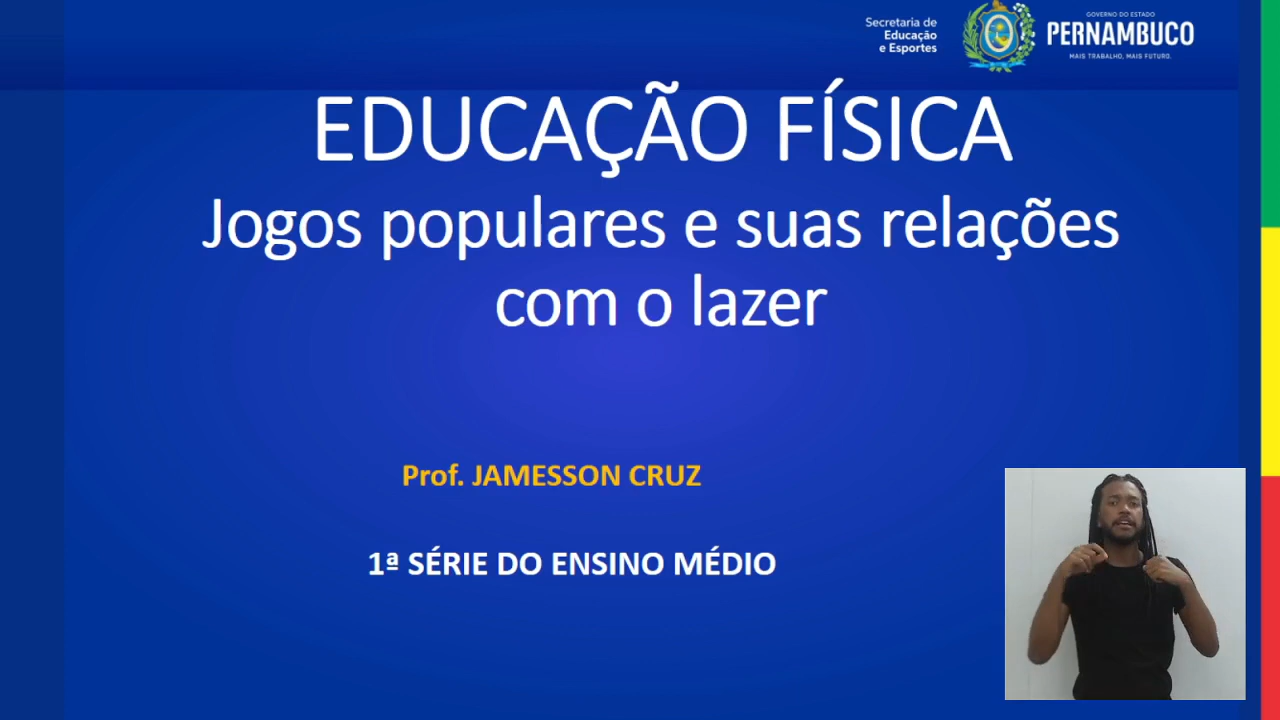 Secretaria de
Educação
e Esportes
GOVERNO DO ESTADO
PERNAMBUCO
MAIS TRABALHO, MAIS FUTURO.
EDUCAÇÃO FÍSICA
Jogos populares e suas relações
com o lazer
Prof. JAMESSON CRUZ
1ª SÉRIE DO ENSINO MÉDIO